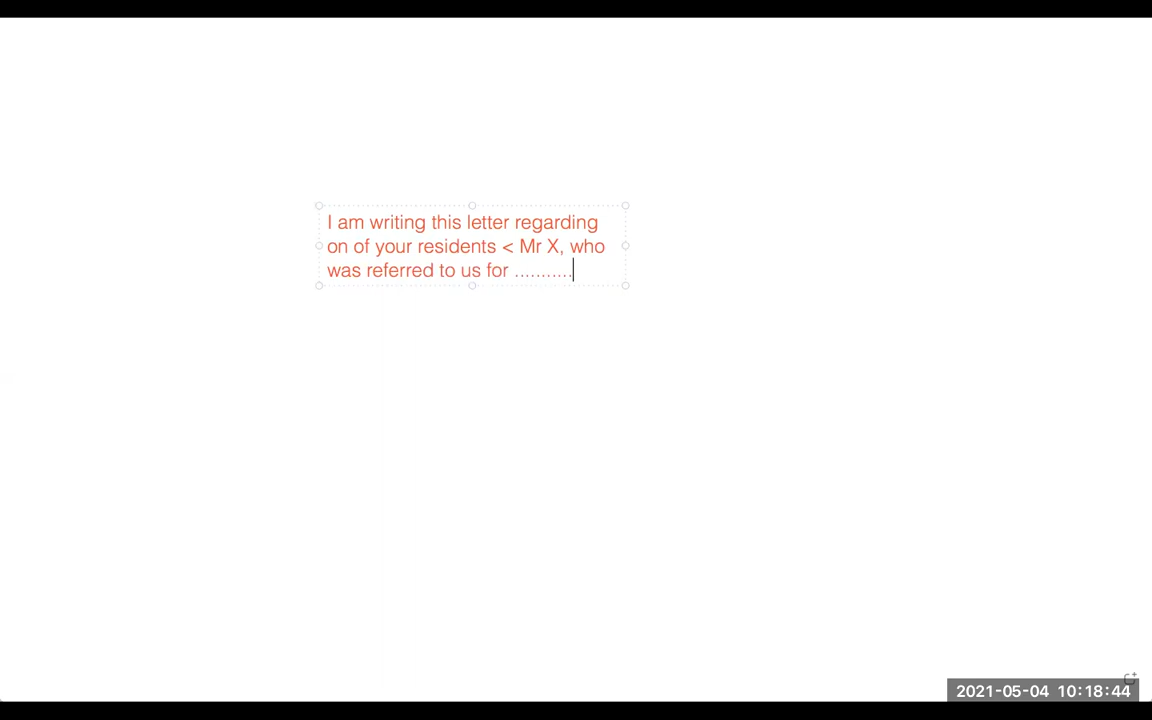 I am writing this letter regarding
on of your residents < Mr X, who
was referred to us for ...........
2021-05-04 10:18:44